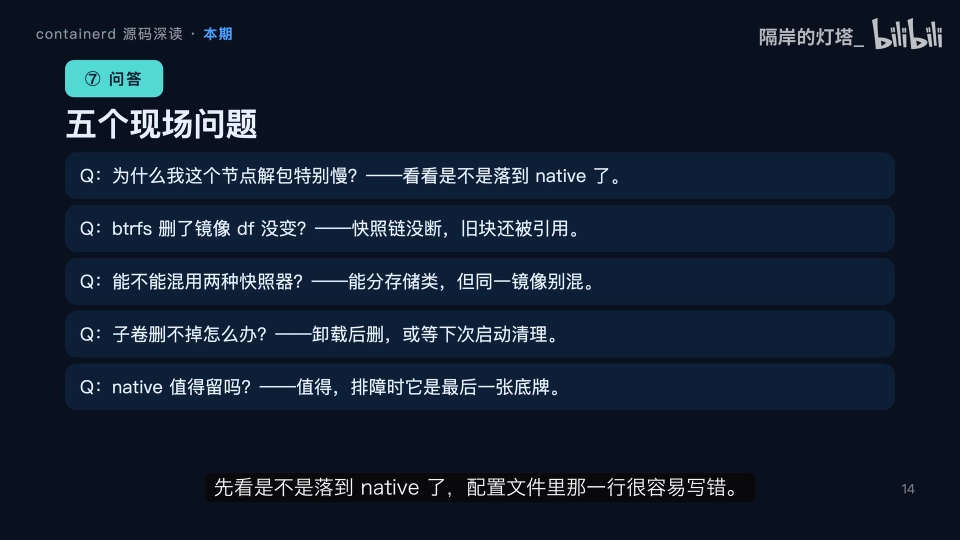 containerd 源码深读 · 本期
隔岸的灯塔_ bilibili
⑦ 问答
五个现场问题
Q：为什么我这个节点解包特别慢？——看看是不是落到 native 了。
Q：btrfs 删了镜像 df 没变？——快照链没断，旧块还被引用。
Q：能不能混用两种快照器？——能分存储类，但同一镜像别混。
Q：子卷删不掉怎么办？——卸载后删，或等下次启动清理。
Q：native 值得留吗？——值得，排障时它是最后一张底牌。
先看是不是落到 native 了，配置文件里那一行很容易写错。
14